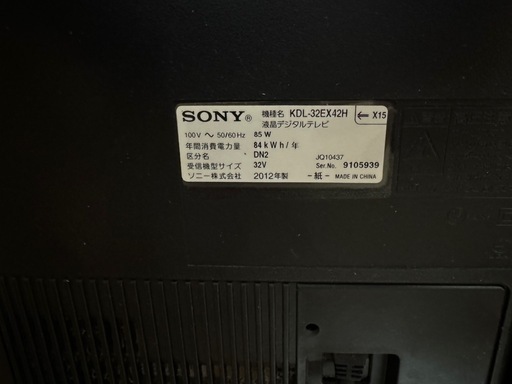 SONY® 機種名 KDL-32EX42H ← X15
液晶デジタルテレビ
100V ～ 50/60Hz 85 W
年間消費電力量 84 kWh/年
区分名 DN2 JQ10437
受信機型サイズ 32V Ser.No. 9105939
ソニー株式会社 2012年製 -紙- MADE IN CHINA